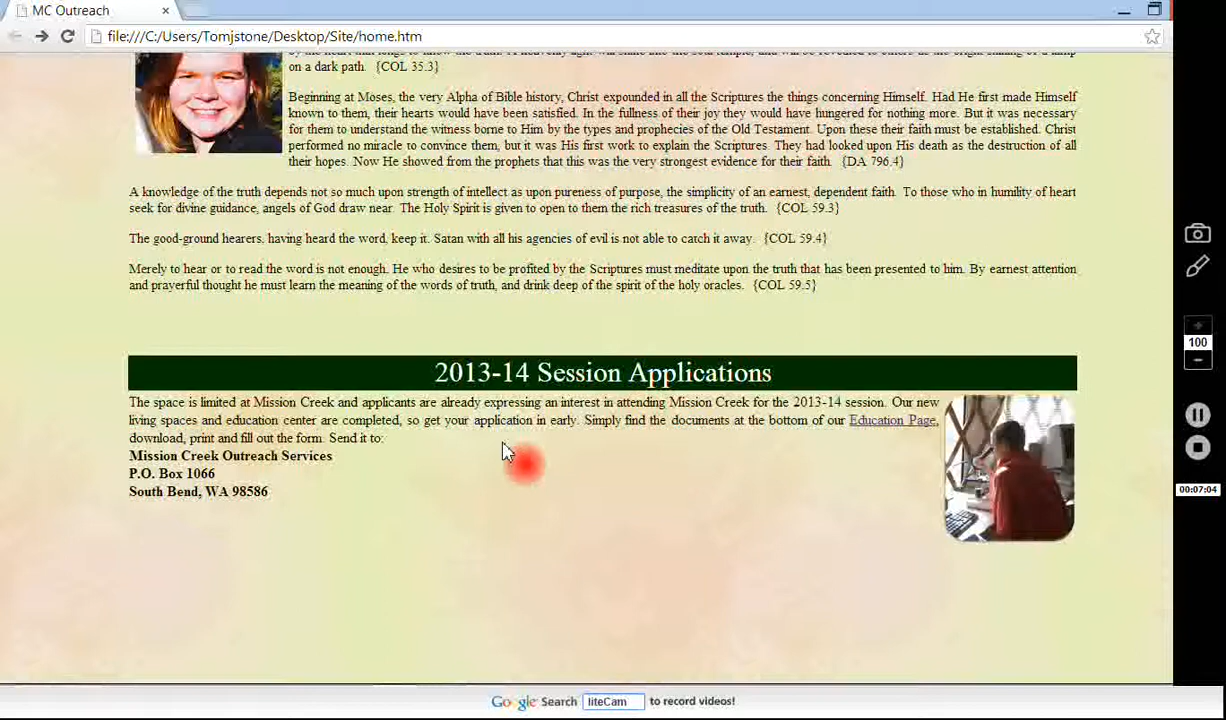 MC Outreach
file:///C:/Users/Tomjstone/Desktop/Site/home.htm
on a dark path. {COL 35.3}
Beginning at Moses, the very Alpha of Bible history, Christ expounded in all the Scriptures the things concerning Himself. Had He first made Himself
known to them, their hearts would have been satisfied. In the fullness of their joy they would have hungered for nothing more. But it was necessary
for them to understand the witness borne to Him by the types and prophecies of the Old Testament. Upon these their faith must be established. Christ
performed no miracle to convince them, but it was His first work to explain the Scriptures. They had looked upon His death as the destruction of all
their hopes. Now He showed from the prophets that this was the very strongest evidence for their faith. {DA 796.4}
A knowledge of the truth depends not so much upon strength of intellect as upon pureness of purpose, the simplicity of an earnest, dependent faith. To those who in humility of heart
seek for divine guidance, angels of God draw near. The Holy Spirit is given to open to them the rich treasures of the truth. {COL 59.3}
The good-ground hearers, having heard the word, keep it. Satan with all his agencies of evil is not able to catch it away. {COL 59.4}
Merely to hear or to read the word is not enough. He who desires to be profited by the Scriptures must meditate upon the truth that has been presented to him. By earnest attention
and prayerful thought he must learn the meaning of the words of truth, and drink deep of the spirit of the holy oracles. {COL 59.5}
2013-14 Session Applications
The space is limited at Mission Creek and applicants are already expressing an interest in attending Mission Creek for the 2013-14 session. Our new
living spaces and education center are completed, so get your application in early. Simply find the documents at the bottom of our Education Page,
download, print and fill out the form. Send it to:
Mission Creek Outreach Services
P.O. Box 1066
South Bend, WA 98586
100
00:07:04
Google Search liteCam to record videos!